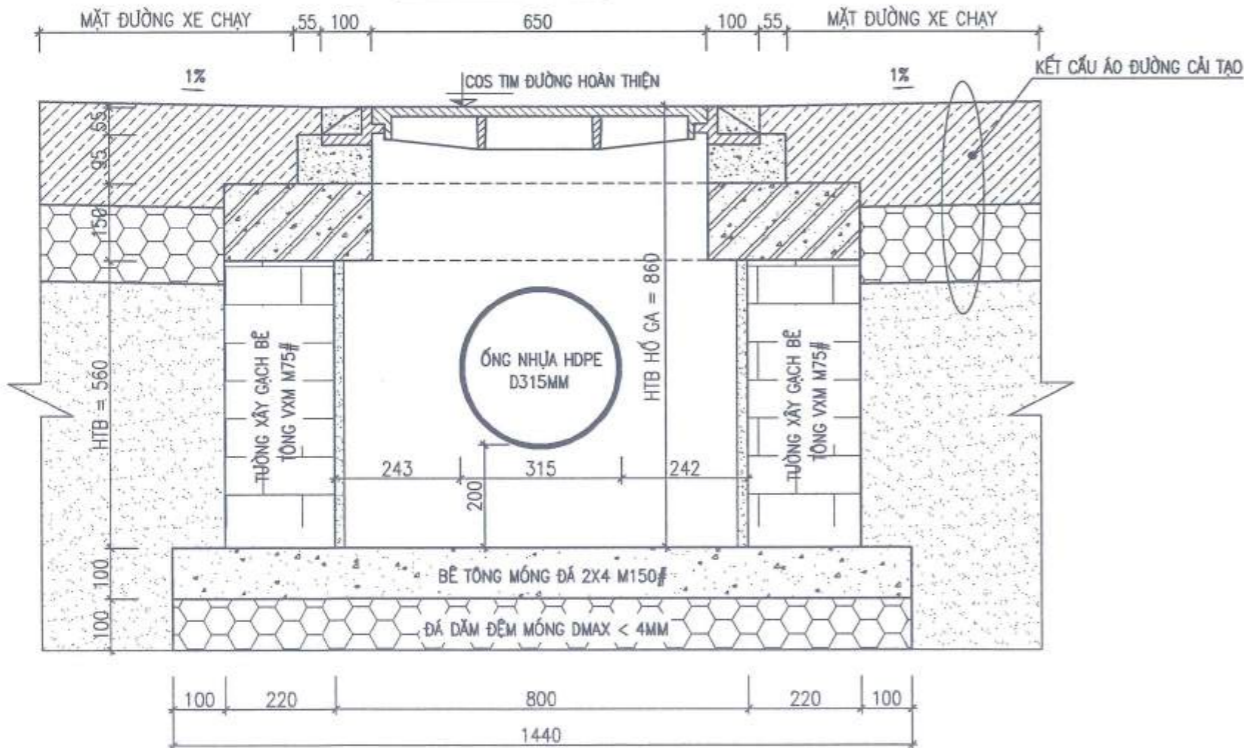 MẶT ĐƯỜNG XE CHẠY 55 100 650 100 55 MẶT ĐƯỜNG XE CHẠY
1% COS TIM ĐƯỜNG HOÀN THIỆN 1% KẾT CẤU ÁO ĐƯỜNG CẢI TẠO
65
95
150
HTB = 560
100
100
TƯỜNG XÂY GẠCH BÊ
TÔNG VXM M75#
ỐNG NHỰA HDPE
D315MM
HTB HỐ GA = 860
TƯỜNG XÂY GẠCH BÊ
TÔNG VXM M75#
243 315 242
200
BÊ TÔNG MÓNG ĐÁ 2X4 M150#
ĐÁ DĂM ĐỆM MÓNG DMAX < 4MM
100 220 800 220 100
1440